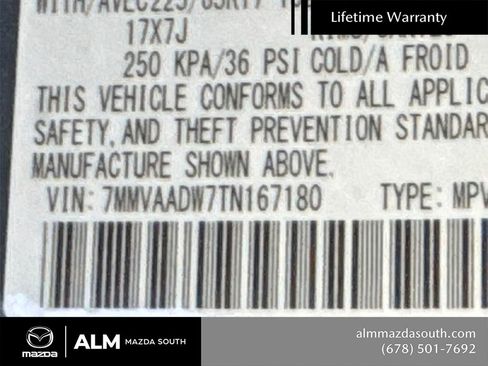 Lifetime Warranty
17X7J
250 KPA/36 PSI COLD/A FROID
THIS VEHICLE CONFORMS TO ALL APPLIC
SAFETY, AND THEFT PREVENTION STANDAR
MANUFACTURE SHOWN ABOVE.
VIN: 7MMVAADW7TN167180 TYPE: MPV
mazda
ALM MAZDA SOUTH
almmazdasouth.com
(678) 501-7692